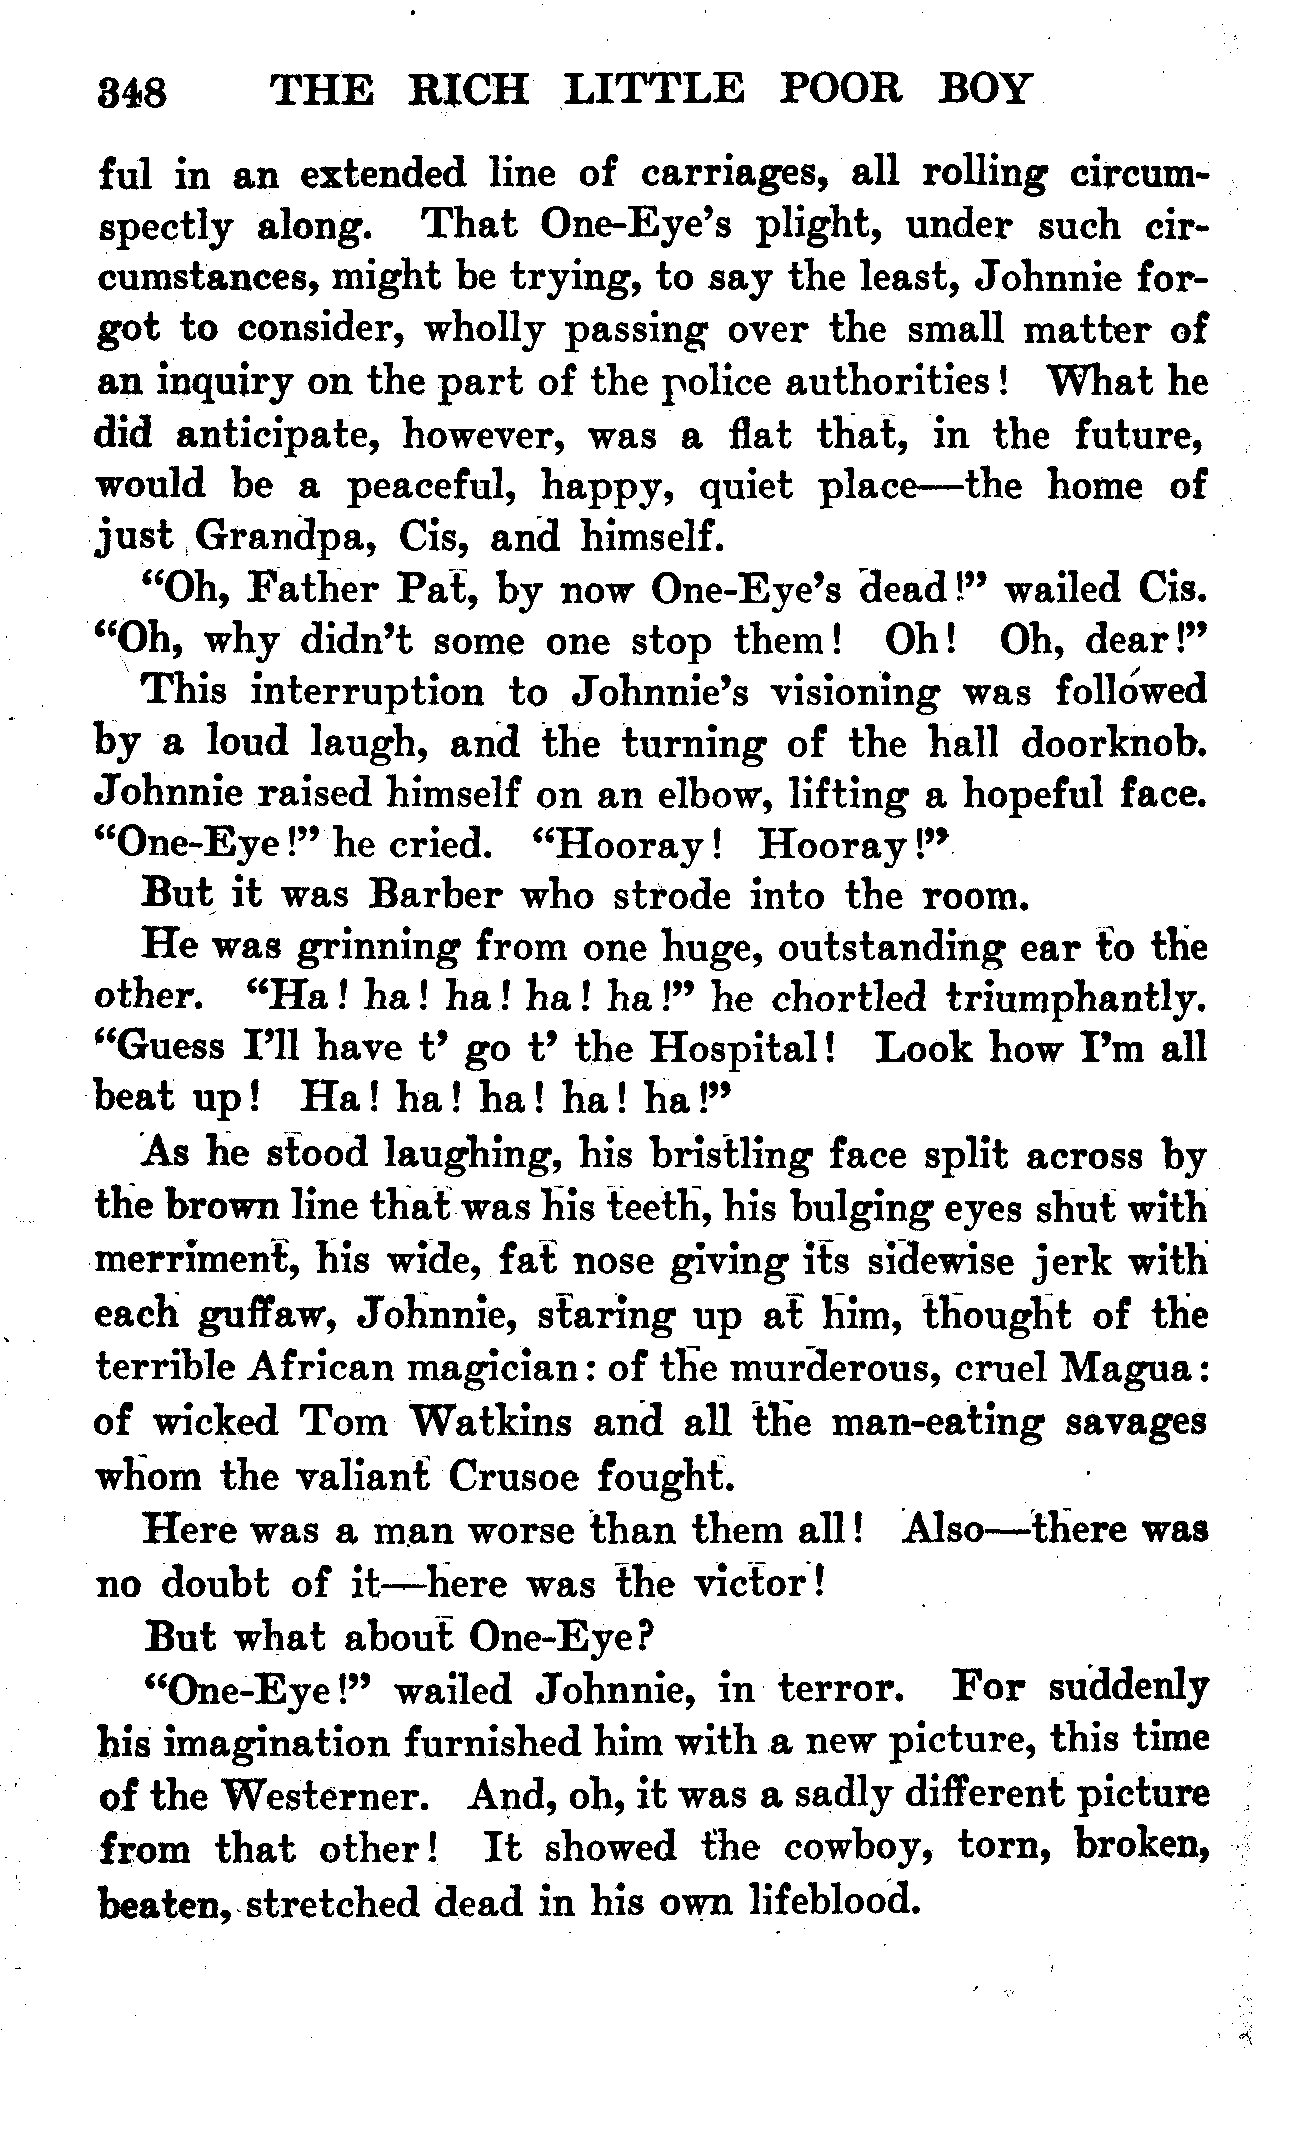 348 THE RICH LITTLE POOR BOY
ful in an extended line of carriages, all rolling circum-
spectly along. That One-Eye's plight, under such cir-
cumstances, might be trying, to say the least, Johnnie for-
got to consider, wholly passing over the small matter of
an inquiry on the part of the police authorities! What he
did anticipate, however, was a flat that, in the future,
would be a peaceful, happy, quiet place—the home of
just Grandpa, Cis, and himself.
"Oh, Father Pat, by now One-Eye's dead!" wailed Cis.
"Oh, why didn't some one stop them! Oh! Oh, dear!"
This interruption to Johnnie's visioning was followed
by a loud laugh, and the turning of the hall doorknob.
Johnnie raised himself on an elbow, lifting a hopeful face.
"One-Eye!" he cried. "Hooray! Hooray!"
But it was Barber who strode into the room.
He was grinning from one huge, outstanding ear to the
other. "Ha! ha! ha! ha! ha!" he chortled triumphantly.
"Guess I'll have t' go t' the Hospital! Look how I'm all
beat up! Ha! ha! ha! ha! ha!"
As he stood laughing, his bristling face split across by
the brown line that was his teeth, his bulging eyes shut with
merriment, his wide, fat nose giving its sidewise jerk with
each guffaw, Johnnie, staring up at him, thought of the
terrible African magician: of the murderous, cruel Magua:
of wicked Tom Watkins and all the man-eating savages
whom the valiant Crusoe fought.
Here was a man worse than them all! Also—there was
no doubt of it—here was the victor!
But what about One-Eye?
"One-Eye!" wailed Johnnie, in terror. For suddenly
his imagination furnished him with a new picture, this time
of the Westerner. And, oh, it was a sadly different picture
from that other! It showed the cowboy, torn, broken,
beaten, stretched dead in his own lifeblood.